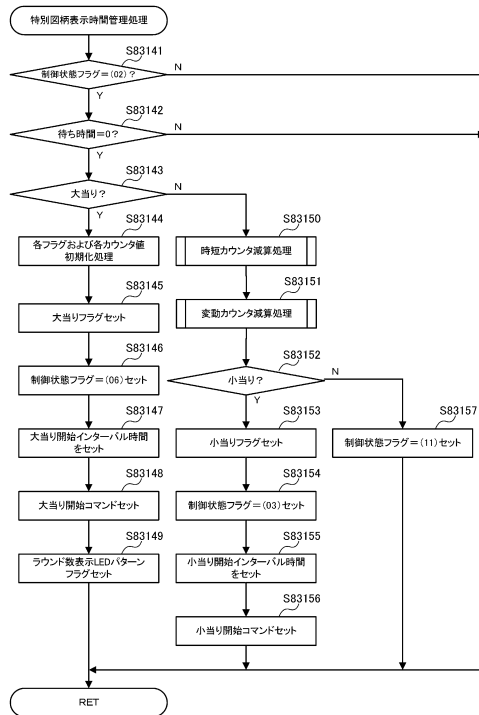 特別図柄表示時間管理処理
S83141
制御状態フラグ=(02)?
N
Y
S83142
待ち時間=0?
N
Y
S83143
大当り?
N
Y
S83144
各フラグおよび各カウンタ値
初期化処理
S83145
大当りフラグセット
S83146
制御状態フラグ=(06)セット
S83147
大当り開始インターバル時間
をセット
S83148
大当り開始コマンドセット
S83149
ラウンド数表示LEDパターン
フラグセット
S83150
時短カウンタ減算処理
S83151
変動カウンタ減算処理
S83152
小当り?
N
Y
S83153
小当りフラグセット
S83154
制御状態フラグ=(03)セット
S83155
小当り開始インターバル時間
をセット
S83156
小当り開始コマンドセット
S83157
制御状態フラグ=(11)セット
RET